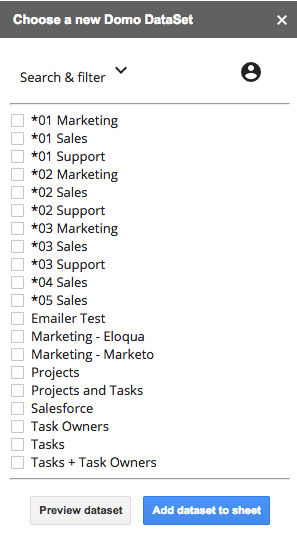 Choose a new Domo DataSet
Search & filter
*01 Marketing
*01 Sales
*01 Support
*02 Marketing
*02 Sales
*02 Support
*03 Marketing
*03 Sales
*03 Support
*04 Sales
*05 Sales
Emailer Test
Marketing - Eloqua
Marketing - Marketo
Projects
Projects and Tasks
Salesforce
Task Owners
Tasks
Tasks + Task Owners
Preview dataset Add dataset to sheet